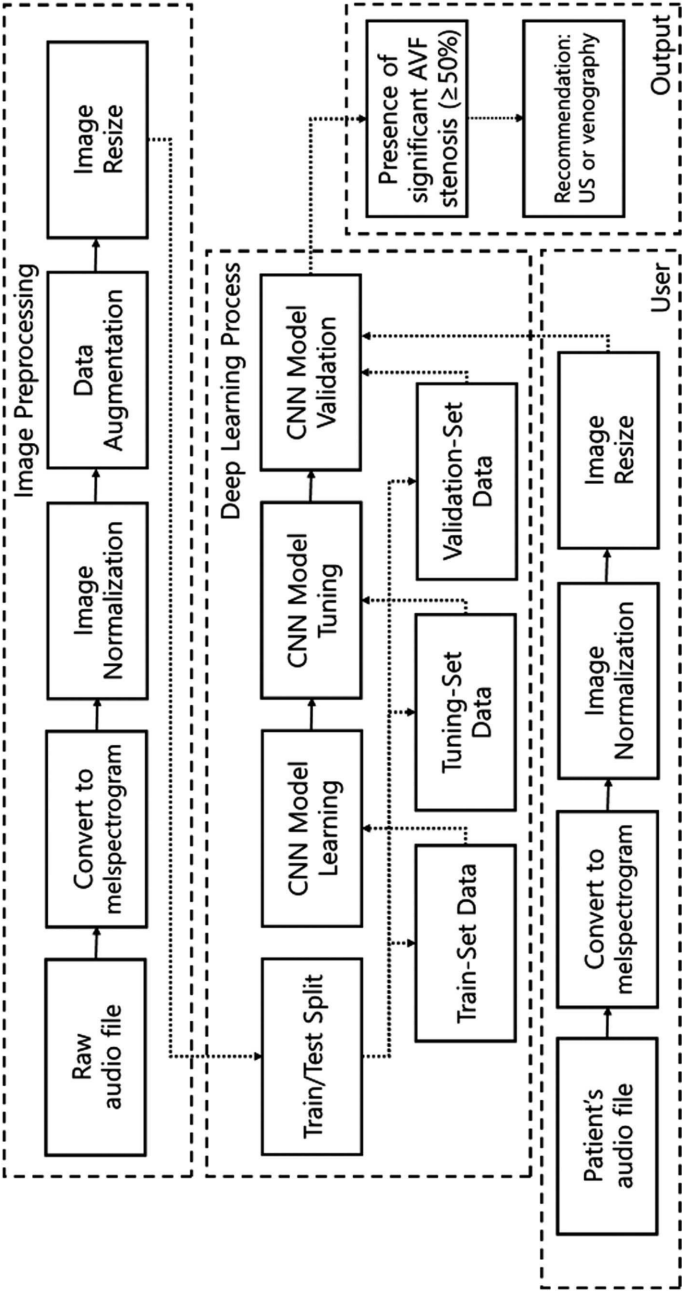 Image Preprocessing
Raw
audio file
Convert to
melspectrogram
Image
Normalization
Data
Augmentation
Image
Resize
Deep Learning Process
Train/Test Split
CNN Model
Learning
CNN Model
Tuning
CNN Model
Validation
Train-Set Data
Tuning-Set
Data
Validation-Set
Data
Presence of
significant AVF
stenosis (≥50%)
Recommendation:
US or venography
Output
Patient's
audio file
Convert to
melspectrogram
Image
Normalization
Image
Resize
User